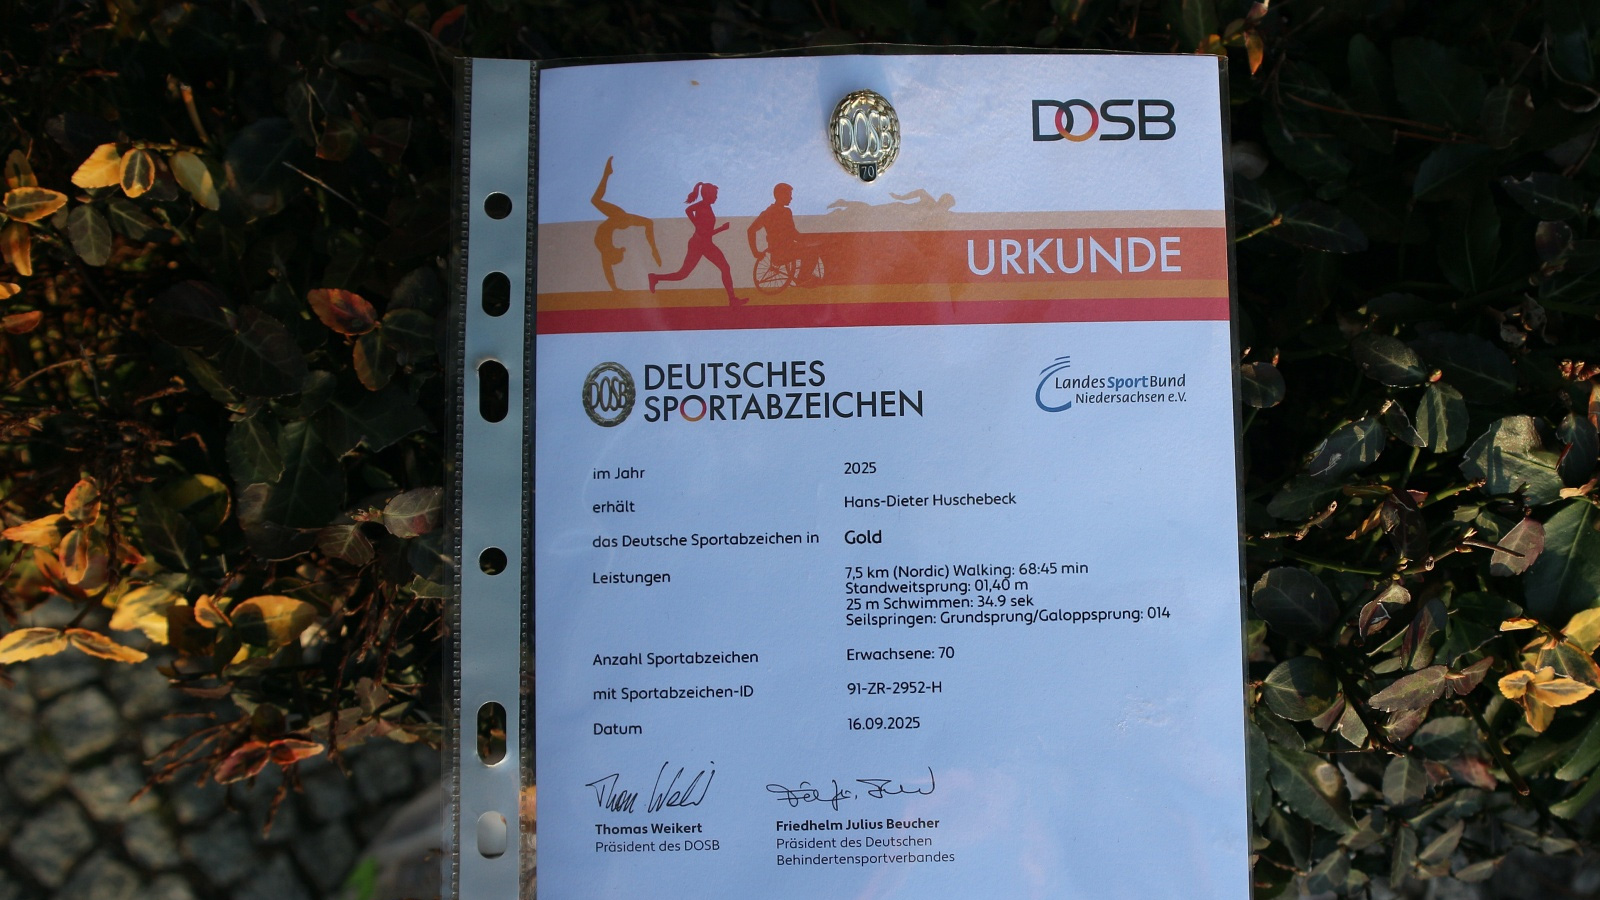 DOSB
70
DOSB
URKUNDE
DOSB
DEUTSCHES
SPORTABZEICHEN
LandesSportBund
Niedersachsen e.V.
im Jahr 2025
erhält Hans-Dieter Huschebeck
das Deutsche Sportabzeichen in Gold
Leistungen 7,5 km (Nordic) Walking: 68:45 min
Standweitsprung: 01,40 m
25 m Schwimmen: 34.9 sek
Seilspringen: Grundsprung/Galoppsprung: 014
Anzahl Sportabzeichen Erwachsene: 70
mit Sportabzeichen-ID 91-ZR-2952-H
Datum 16.09.2025
Thomas Weikert
Präsident des DOSB
Friedhelm Julius Beucher
Präsident des Deutschen
Behindertensportverbandes